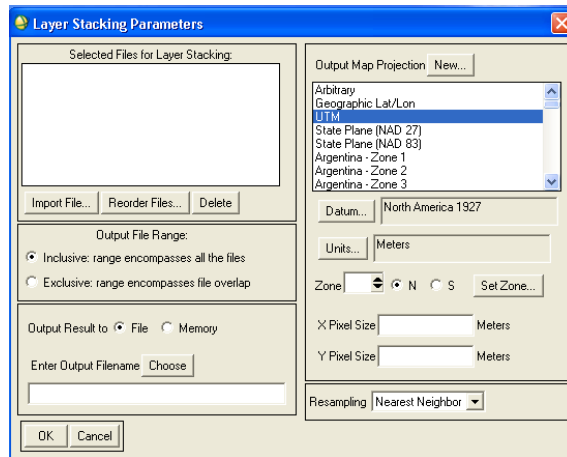 Layer Stacking Parameters
Selected Files for Layer Stacking:
Import File... Reorder Files... Delete
Output File Range:
Inclusive: range encompasses all the files
Exclusive: range encompasses file overlap
Output Result to File Memory
Enter Output Filename Choose
OK Cancel
Output Map Projection New...
Arbitrary
Geographic Lat/Lon
UTM
State Plane (NAD 27)
State Plane (NAD 83)
Argentina - Zone 1
Argentina - Zone 2
Argentina - Zone 3
Datum... North America 1927
Units... Meters
Zone N S Set Zone...
X Pixel Size Meters
Y Pixel Size Meters
Resampling Nearest Neighbor